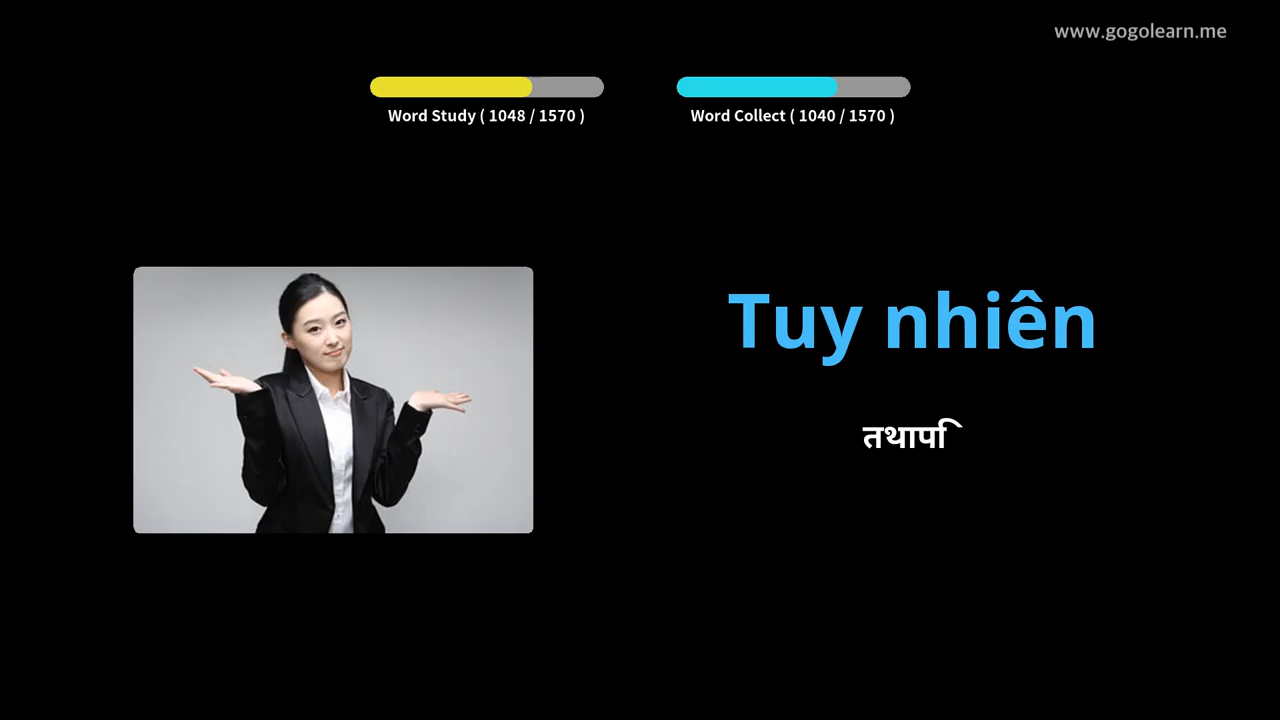 www.gogolearn.me
Word Study ( 1048 / 1570 )
Word Collect ( 1040 / 1570 )
Tuy nhiên
तथापि